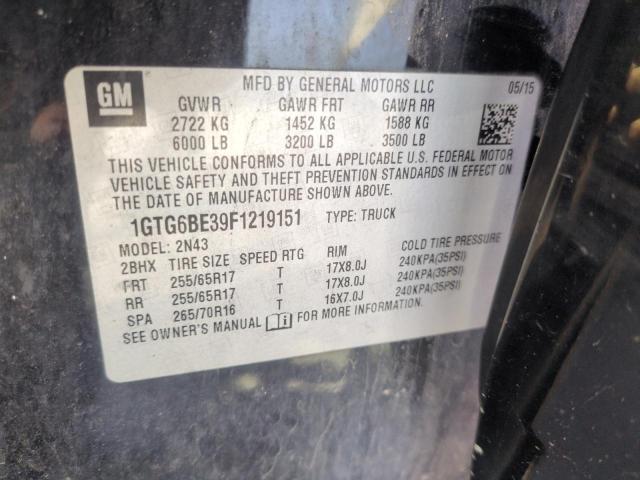 GM
MFD BY GENERAL MOTORS LLC 05/15
GVWR GAWR FRT GAWR RR
2722 KG 1452 KG 1588 KG
6000 LB 3200 LB 3500 LB
THIS VEHICLE CONFORMS TO ALL APPLICABLE U.S. FEDERAL MOTOR
VEHICLE SAFETY AND THEFT PREVENTION STANDARDS IN EFFECT ON
THE DATE OF MANUFACTURE SHOWN ABOVE.
1GTG6BE39F1219151 TYPE: TRUCK
MODEL: 2N43
2BHX TIRE SIZE SPEED RTG RIM COLD TIRE PRESSURE
FRT 255/65R17 T 17X8.0J 240KPA(35PSI)
RR 255/65R17 T 17X8.0J 240KPA(35PSI)
SPA 265/70R16 T 16X7.0J 240KPA(35PSI)
SEE OWNER'S MANUAL FOR MORE INFORMATION.